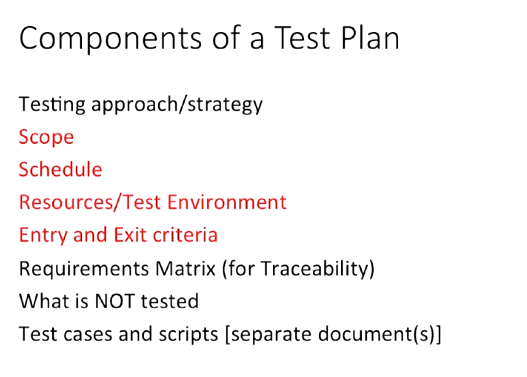 Components of a Test Plan
Testing approach/strategy
Scope
Schedule
Resources/Test Environment
Entry and Exit criteria
Requirements Matrix (for Traceability)
What is NOT tested
Test cases and scripts [separate document(s)]